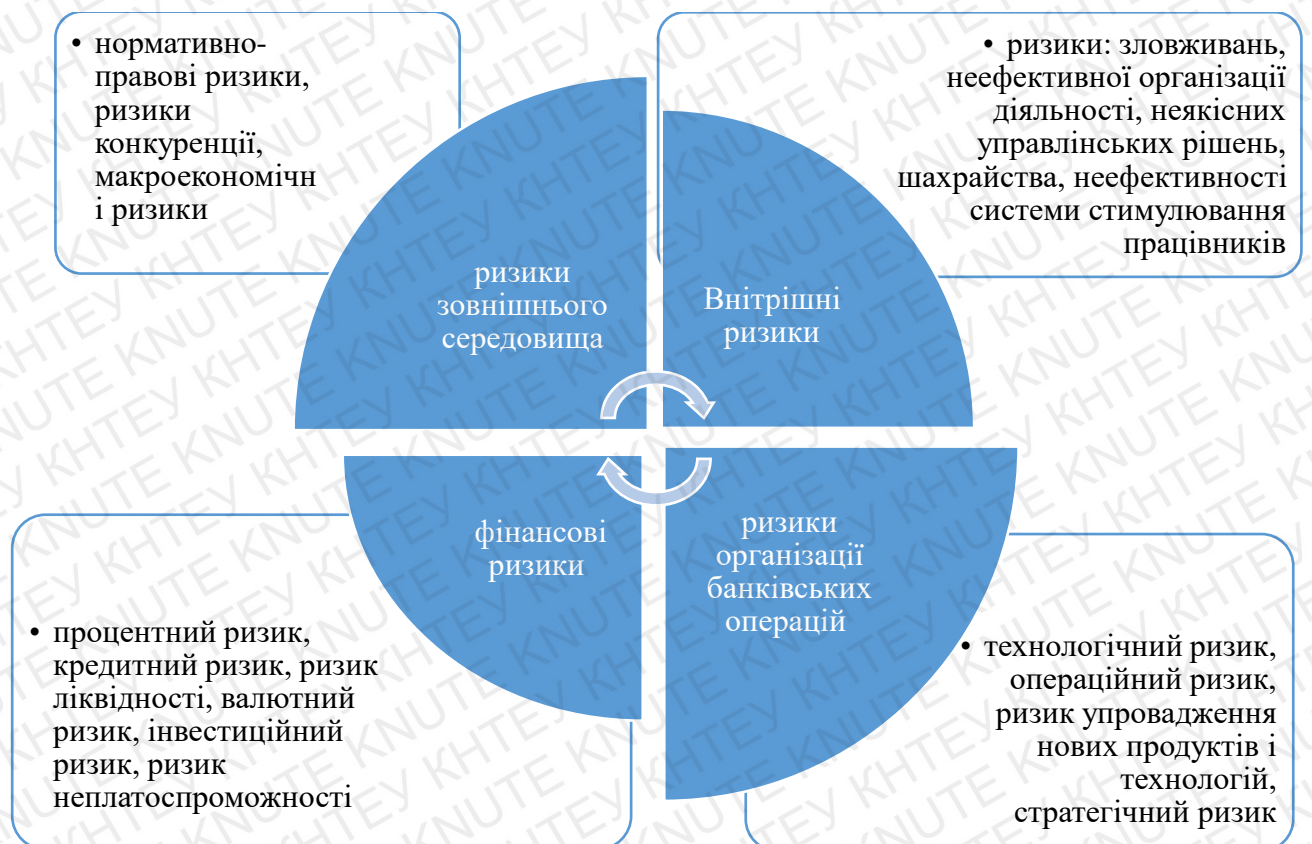 • нормативно-
правові ризики,
ризики
конкуренції,
макроекономічн
і ризики
• ризики: зловживань,
неефективної організації
діяльності, неякісних
управлінських рішень,
шахрайства, неефективності
системи стимулювання
працівників
ризики
зовнішнього
середовища
Внітрішні
ризики
фінансові
ризики
ризики
організації
банківських
операцій
• процентний ризик,
кредитний ризик, ризик
ліквідності, валютний
ризик, інвестиційний
ризик, ризик
неплатоспроможності
• технологічний ризик,
операційний ризик,
ризик упровадження
нових продуктів і
технологій,
стратегічний ризик